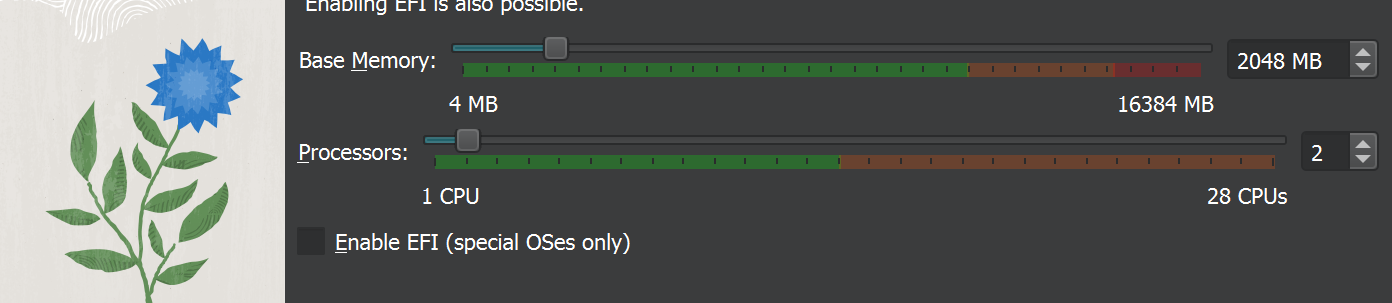 Enabling EFI is also possible.
Base Memory: 2048 MB
4 MB 16384 MB
Processors: 2
1 CPU 28 CPUs
Enable EFI (special OSes only)